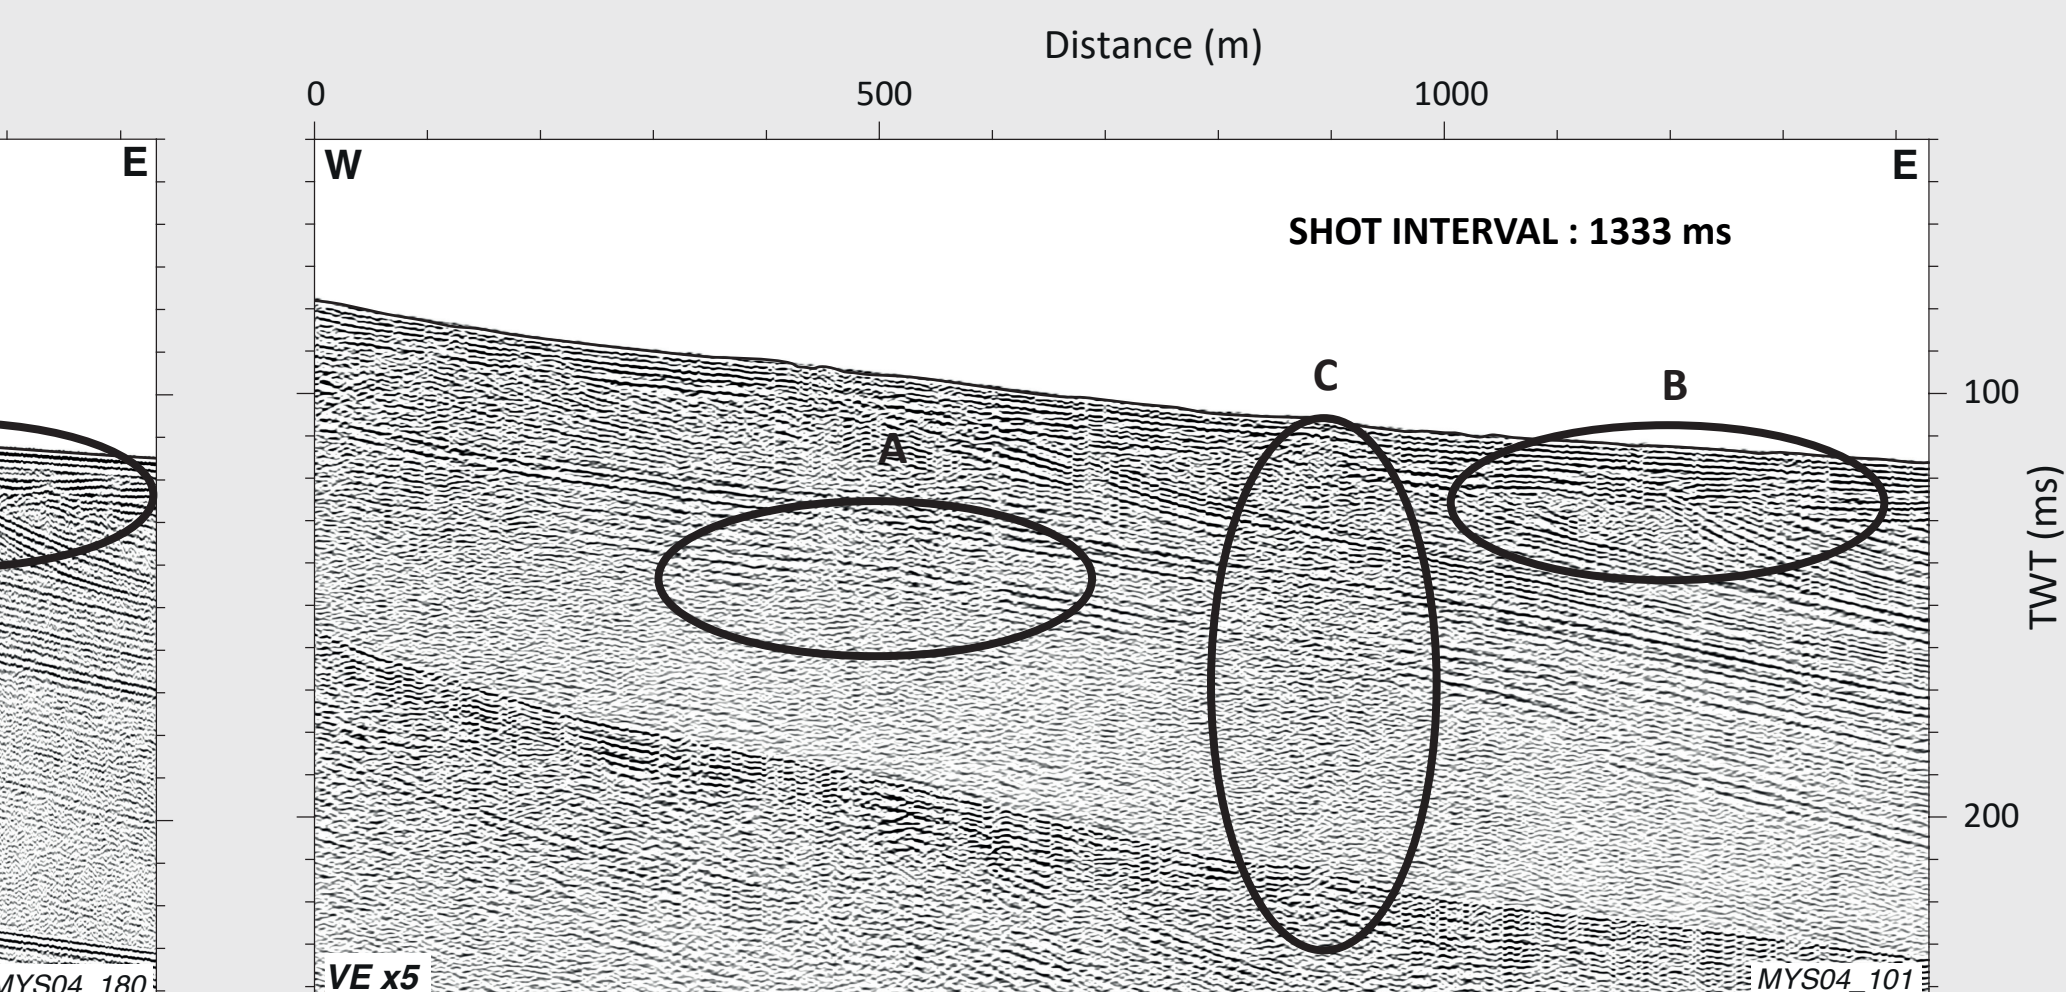 Distance (m)
0 500 1000
E W E
SHOT INTERVAL : 1333 ms
C
B
100
A
TWT (ms)
200
VE x5
MYS04_180
MYS04_101